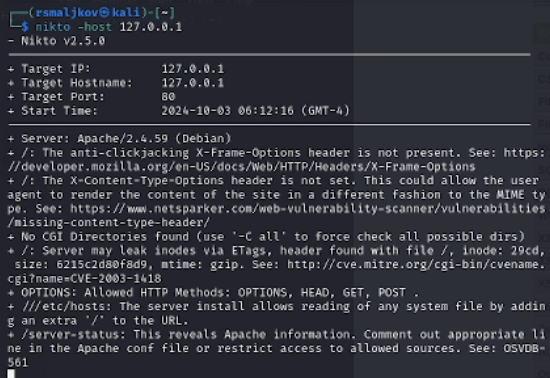 (rsmaljkov㉿kali)-[~]
$ nikto -host 127.0.0.1
- Nikto v2.5.0
+ Target IP: 127.0.0.1
+ Target Hostname: 127.0.0.1
+ Target Port: 80
+ Start Time: 2024-10-03 06:12:16 (GMT-4)
+ Server: Apache/2.4.59 (Debian)
+ /: The anti-clickjacking X-Frame-Options header is not present. See: https:
//developer.mozilla.org/en-US/docs/Web/HTTP/Headers/X-Frame-Options
+ /: The X-Content-Type-Options header is not set. This could allow the user
agent to render the content of the site in a different fashion to the MIME ty
pe. See: https://www.netsparker.com/web-vulnerability-scanner/vulnerabilities
/missing-content-type-header/
+ No CGI Directories found (use '-C all' to force check all possible dirs)
+ /: Server may leak inodes via ETags, header found with file /, inode: 29cd,
size: 6215c2d80f8d9, mtime: gzip. See: http://cve.mitre.org/cgi-bin/cvename.
cgi?name=CVE-2003-1418
+ OPTIONS: Allowed HTTP Methods: OPTIONS, HEAD, GET, POST .
+ ///etc/hosts: The server install allows reading of any system file by addin
g an extra '/' to the URL.
+ /server-status: This reveals Apache information. Comment out appropriate li
ne in the Apache conf file or restrict access to allowed sources. See: OSVDB-
561